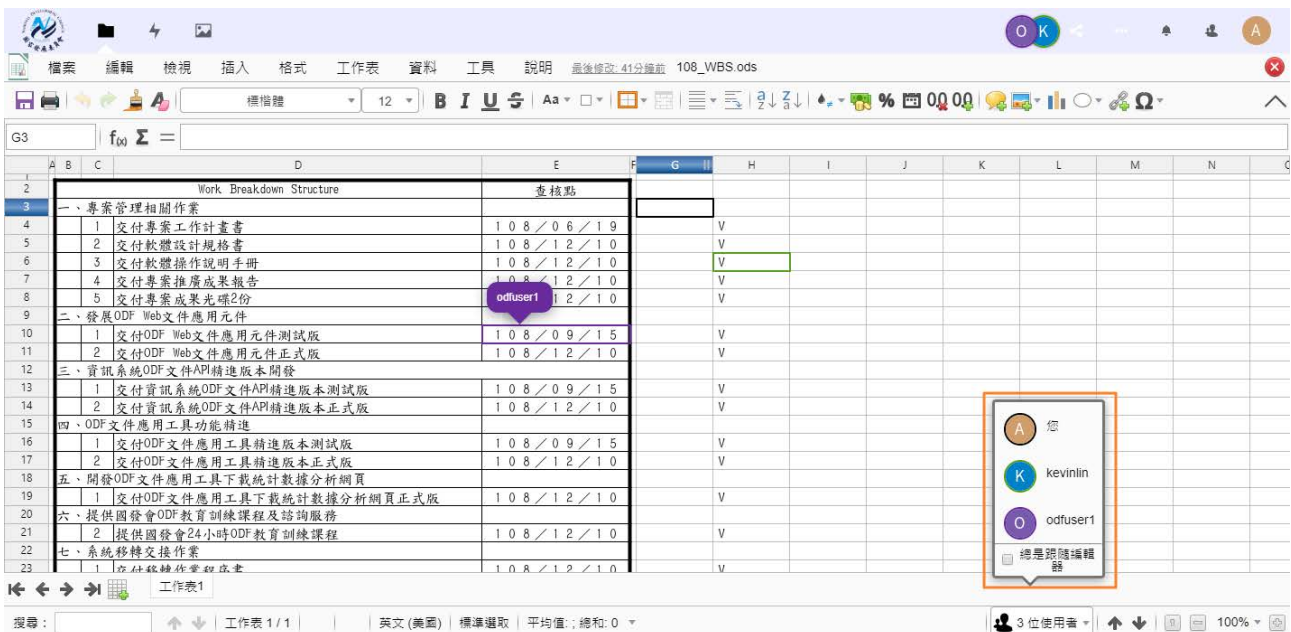 O K A
檔案 編輯 檢視 插入 格式 工作表 資料 工具 說明 最後修改: 41分鐘前 108_WBS.ods
標楷體 12 B I U S Aa
G3 f(x) Σ =
A B C D E F G H I J K L M N
2 Work Breakdown Structure 查核點
3 一、專案管理相關作業
4 1 交付專案工作計畫書 １０８／０６／１９ V
5 2 交付軟體設計規格書 １０８／１２／１０ V
6 3 交付軟體操作說明手冊 １０８／１２／１０ V
7 4 交付專案推廣成果報告 １０８／１２／１０ V
8 5 交付專案成果光碟2份 １２／１０ V
odfuser1
9 二、發展ODF Web文件應用元件
10 1 交付ODF Web文件應用元件測試版 １０８／０９／１５ V
11 2 交付ODF Web文件應用元件正式版 １０８／１２／１０ V
12 三、資訊系統ODF文件API精進版本開發
13 1 交付資訊系統ODF文件API精進版本測試版 １０８／０９／１５ V
14 2 交付資訊系統ODF文件API精進版本正式版 １０８／１２／１０ V
15 四、ODF文件應用工具功能精進
16 1 交付ODF文件應用工具精進版本測試版 １０８／０９／１５ V
17 2 交付ODF文件應用工具精進版本正式版 １０８／１２／１０ V
18 五、開發ODF文件應用工具下載統計數據分析網頁
19 1 交付ODF文件應用工具下載統計數據分析網頁正式版 １０８／１２／１０ V
20 六、提供國發會ODF教育訓練課程及諮詢服務
21 2 提供國發會24小時ODF教育訓練課程 １０８／１２／１０ V
22 七、系統移轉交接作業
23 1 交付移轉作業程序書 １０８／１２／１０ V
A 您
K kevinlin
O odfuser1
總是跟隨編輯
器
工作表1
搜尋： 工作表 1 / 1 英文 (美國) 標準選取 平均值: ; 總和: 0 3 位使用者 100%